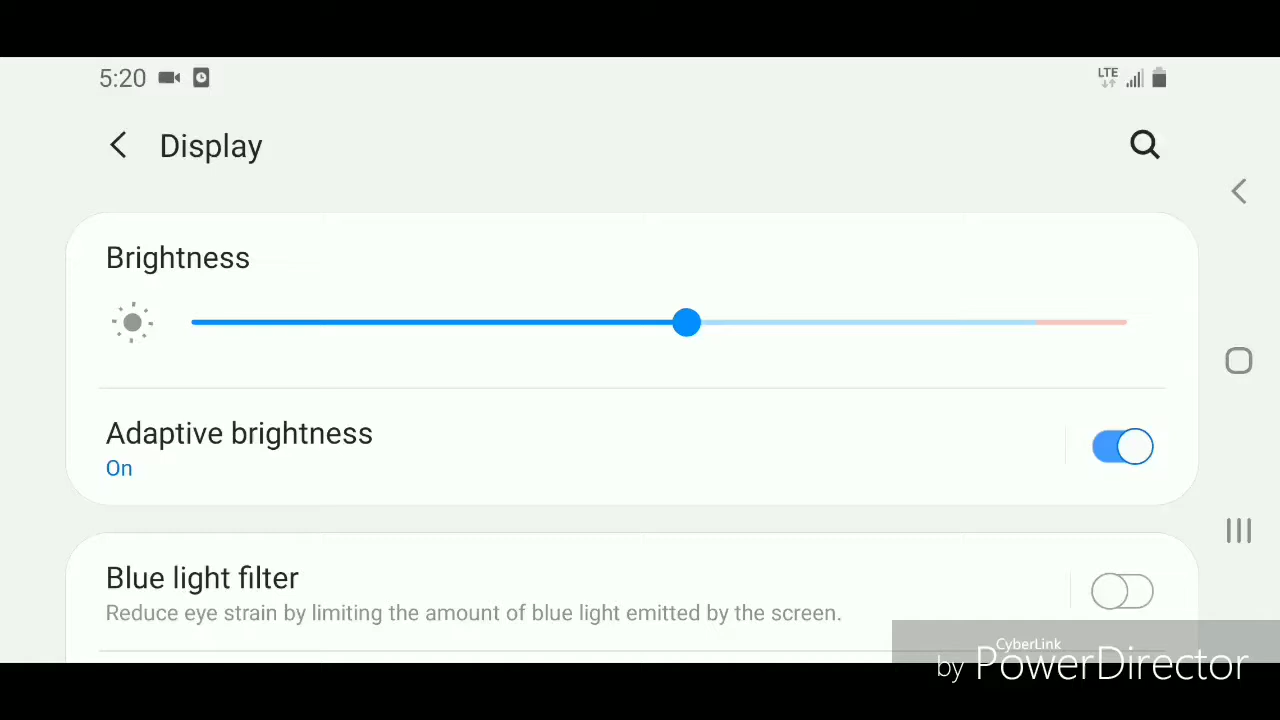 5:20
LTE
Display
Brightness
Adaptive brightness
On
Blue light filter
Reduce eye strain by limiting the amount of blue light emitted by the screen.
CyberLink
by PowerDirector